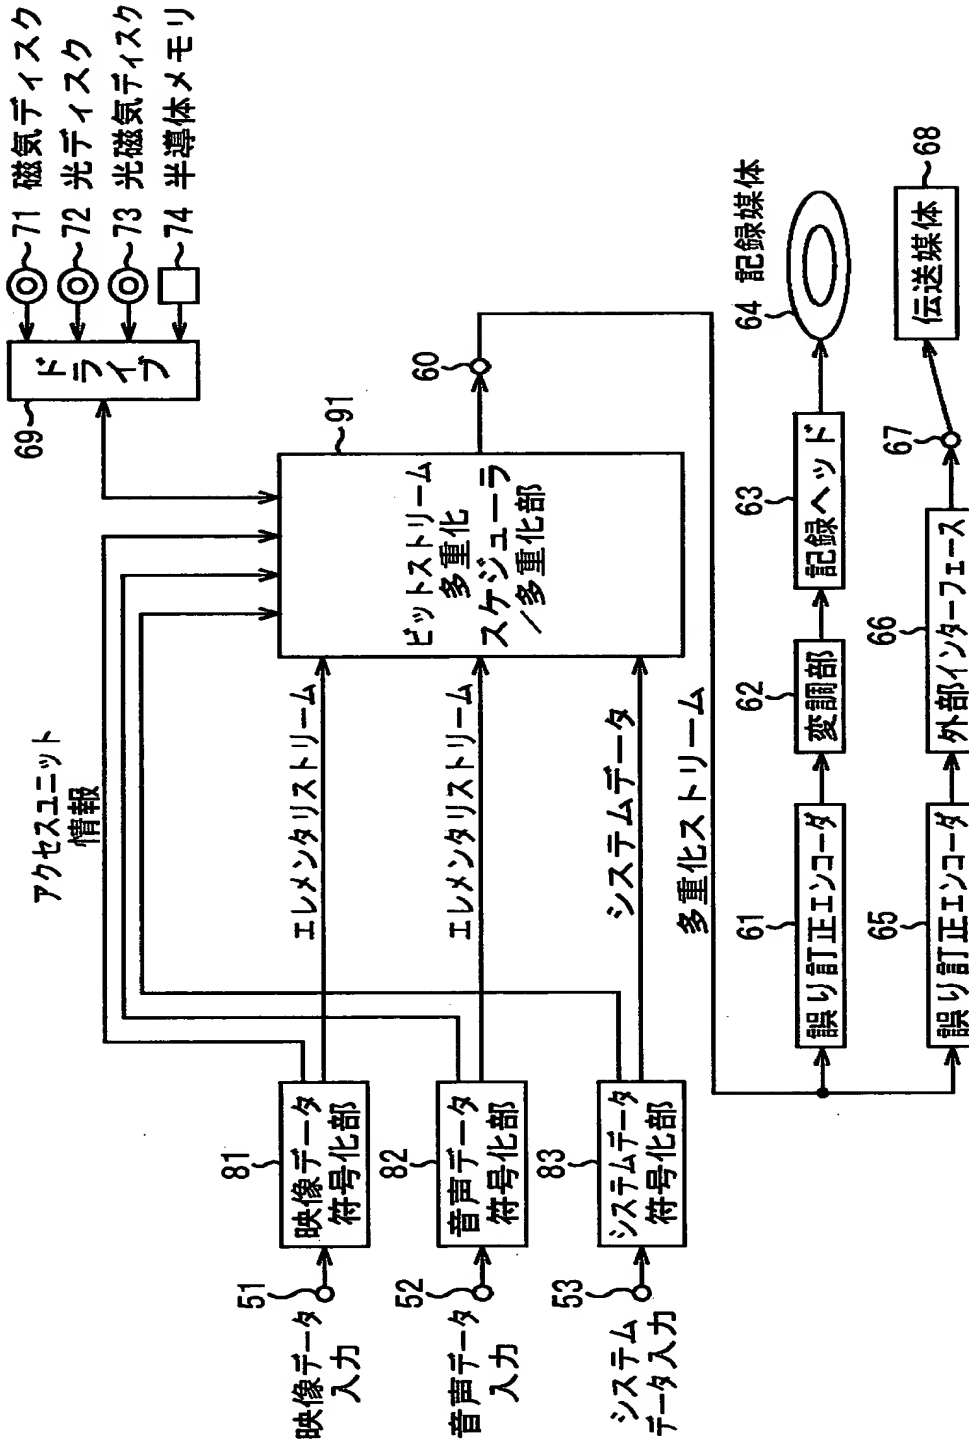 71 磁気ディスク
72 光ディスク
73 光磁気ディスク
74 半導体メモリ
69
ドライブ
アクセスユニット
情報
91
ビットストリーム
多重化
スケジューラ
/多重化部
60
映像データ
入力
51
81
映像データ
符号化部
エレメンタリストリーム
音声データ
入力
52
82
音声データ
符号化部
エレメンタリストリーム
システム
データ入力
53
83
システムデータ
符号化部
システムデータ
多重化ストリーム
61
誤り訂正エンコーダ
62
変調部
63
記録ヘッド
64 記録媒体
65
誤り訂正エンコーダ
66
外部インターフェース
67
68
伝送媒体